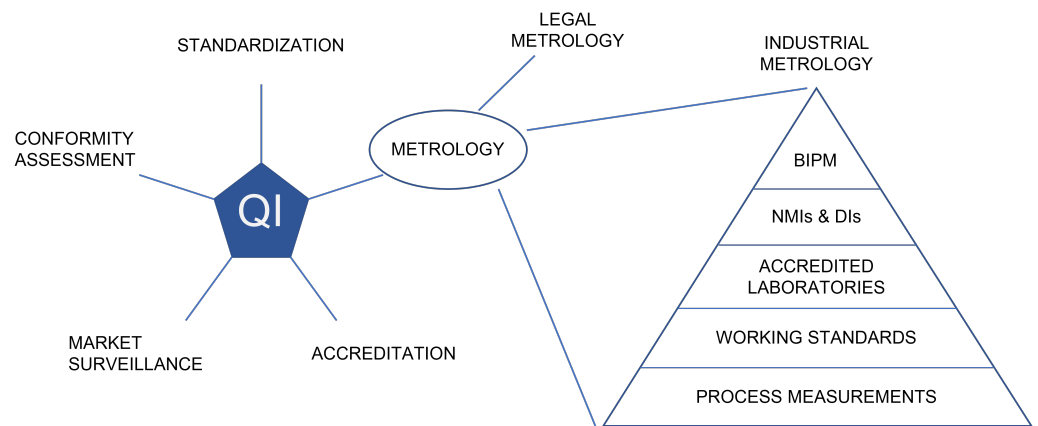 STANDARDIZATION
LEGAL
METROLOGY
INDUSTRIAL
METROLOGY
CONFORMITY
ASSESSMENT
METROLOGY
QI
MARKET
SURVEILLANCE
ACCREDITATION
BIPM
NMIs & DIs
ACCREDITED
LABORATORIES
WORKING STANDARDS
PROCESS MEASUREMENTS